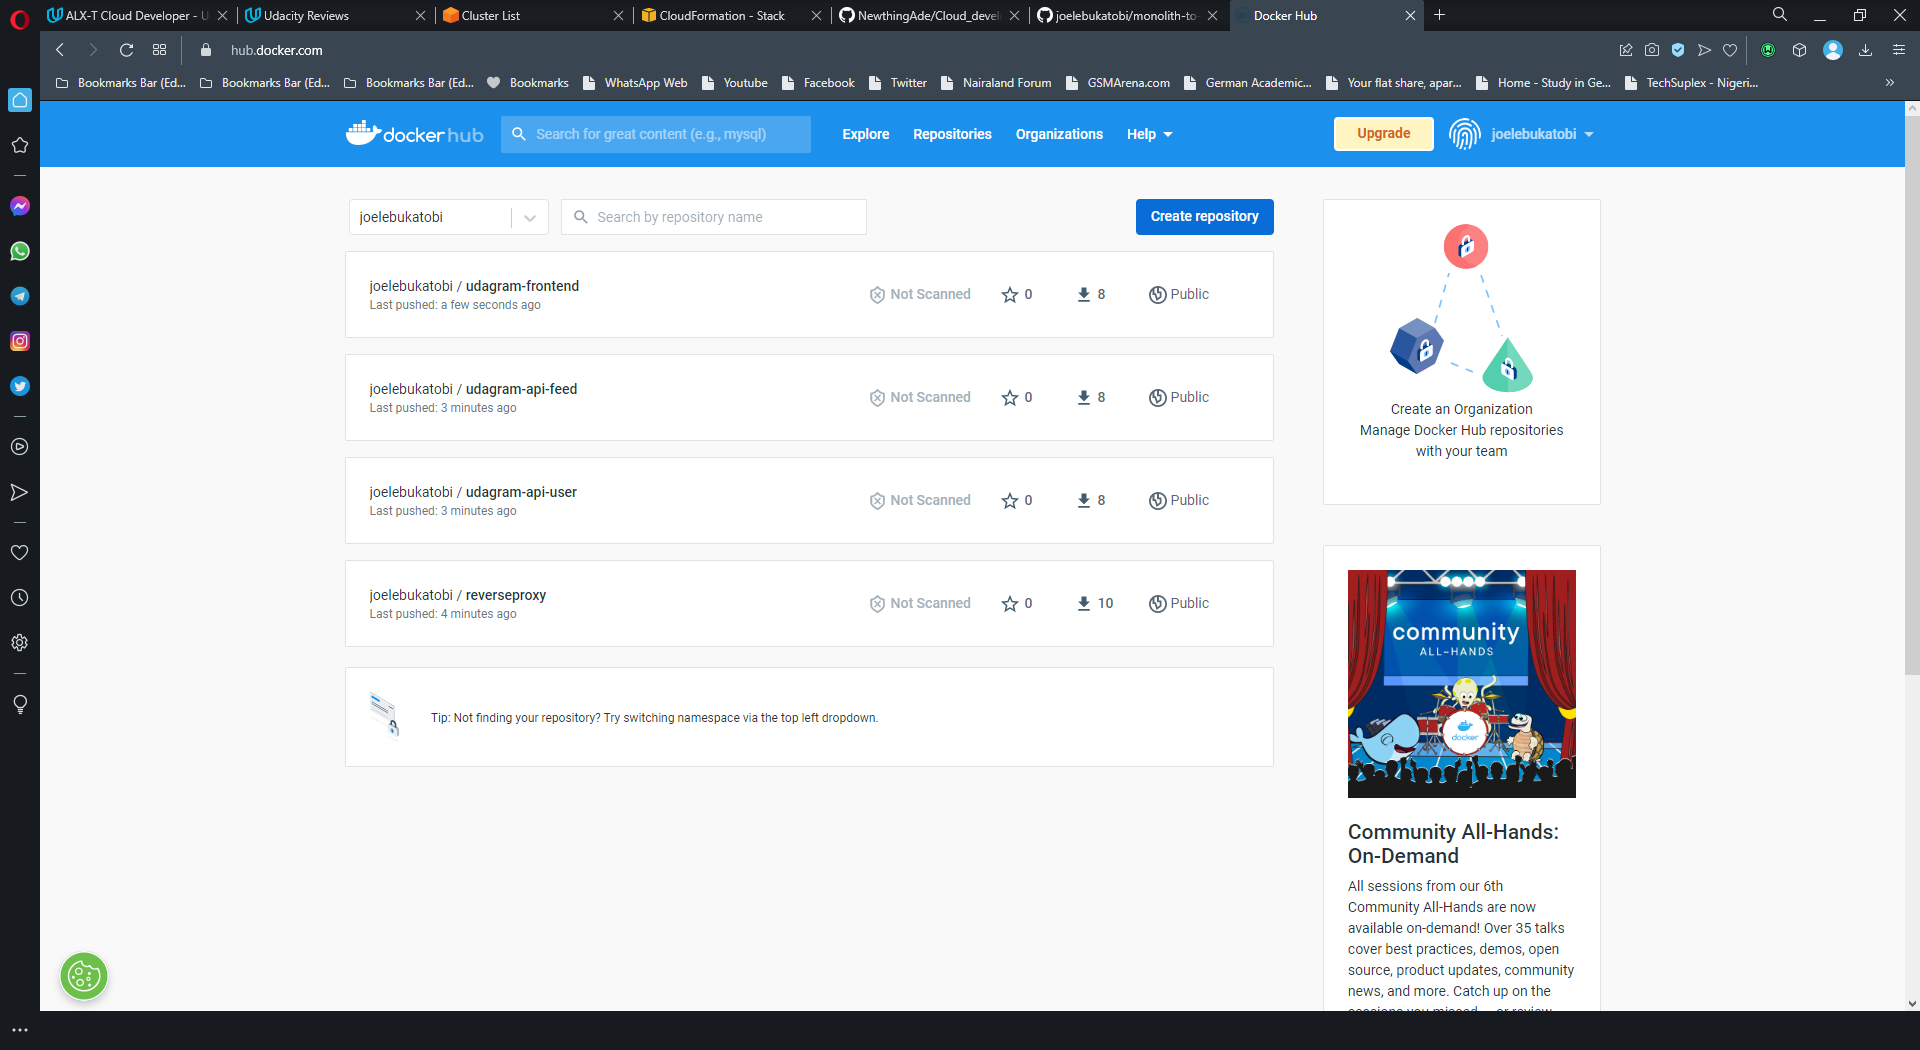 ALX-T Cloud Developer - U
Udacity Reviews
Cluster List
CloudFormation - Stack
NewthingAde/Cloud_devel
joelebukatobi/monolith-to-
Docker Hub
hub.docker.com
Bookmarks Bar (Ed...
Bookmarks Bar (Ed...
Bookmarks Bar (Ed...
Bookmarks
WhatsApp Web
Youtube
Facebook
Twitter
Nairaland Forum
GSMArena.com
German Academic...
Your flat share, apar...
Home - Study in Ge...
TechSuplex - Nigeri...
docker hub
Search for great content (e.g., mysql)
Explore
Repositories
Organizations
Help
Upgrade
joelebukatobi
joelebukatobi
Search by repository name
Create repository
joelebukatobi / udagram-frontend
Last pushed: a few seconds ago
Not Scanned
0
8
Public
joelebukatobi / udagram-api-feed
Last pushed: 3 minutes ago
Not Scanned
0
8
Public
joelebukatobi / udagram-api-user
Last pushed: 3 minutes ago
Not Scanned
0
8
Public
joelebukatobi / reverseproxy
Last pushed: 4 minutes ago
Not Scanned
0
10
Public
Tip: Not finding your repository? Try switching namespace via the top left dropdown.
Create an Organization
Manage Docker Hub repositories
with your team
community
ALL-HANDS
docker
Community All-Hands:
On-Demand
All sessions from our 6th
Community All-Hands are now
available on-demand! Over 35 talks
cover best practices, demos, open
source, product updates, community
news, and more. Catch up on the
sessions you missed... or review